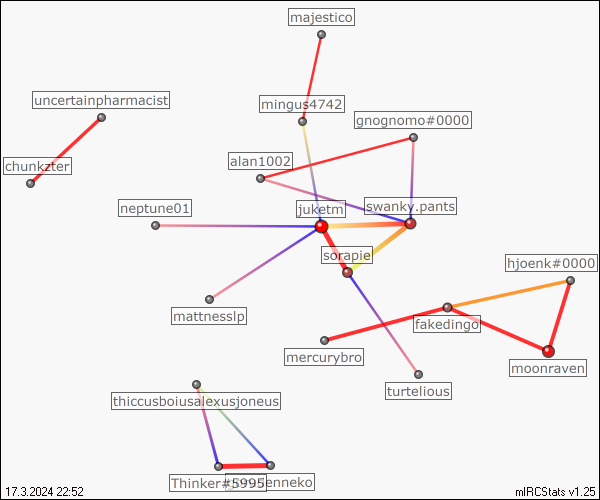 majestico
uncertainpharmacist
mingus4742
gnognomo#0000
chunkzter
alan1002
neptune01
juketm
swanky.pants
sorapie
hjoenk#0000
mattnesslp
fakedingo
mercurybro
moonraven
turtelious
thiccusboiusalexusjoneus
Thinker#5995
enneko
17.3.2024 22:52
mIRCStats v1.25